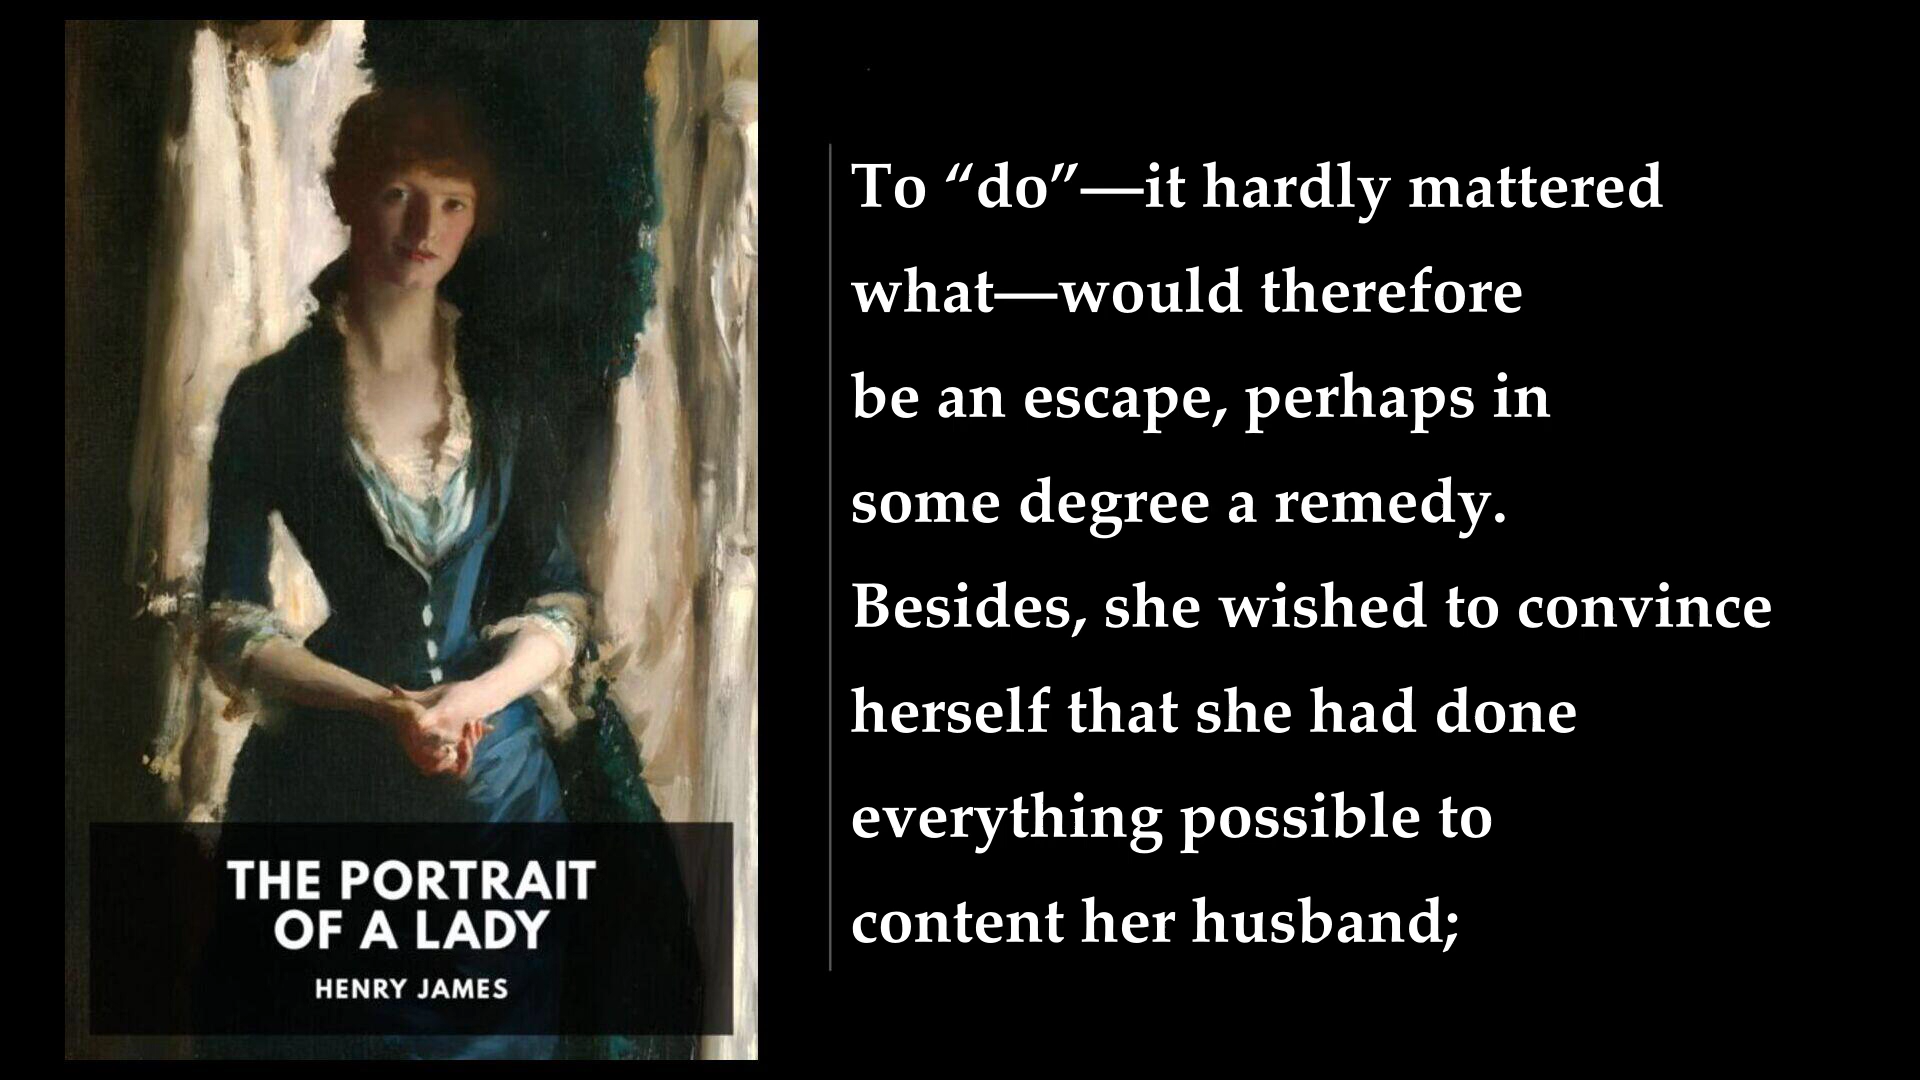 THE PORTRAIT
OF A LADY
HENRY JAMES
To “do”—it hardly mattered
what—would therefore
be an escape, perhaps in
some degree a remedy.
Besides, she wished to convince
herself that she had done
everything possible to
content her husband;